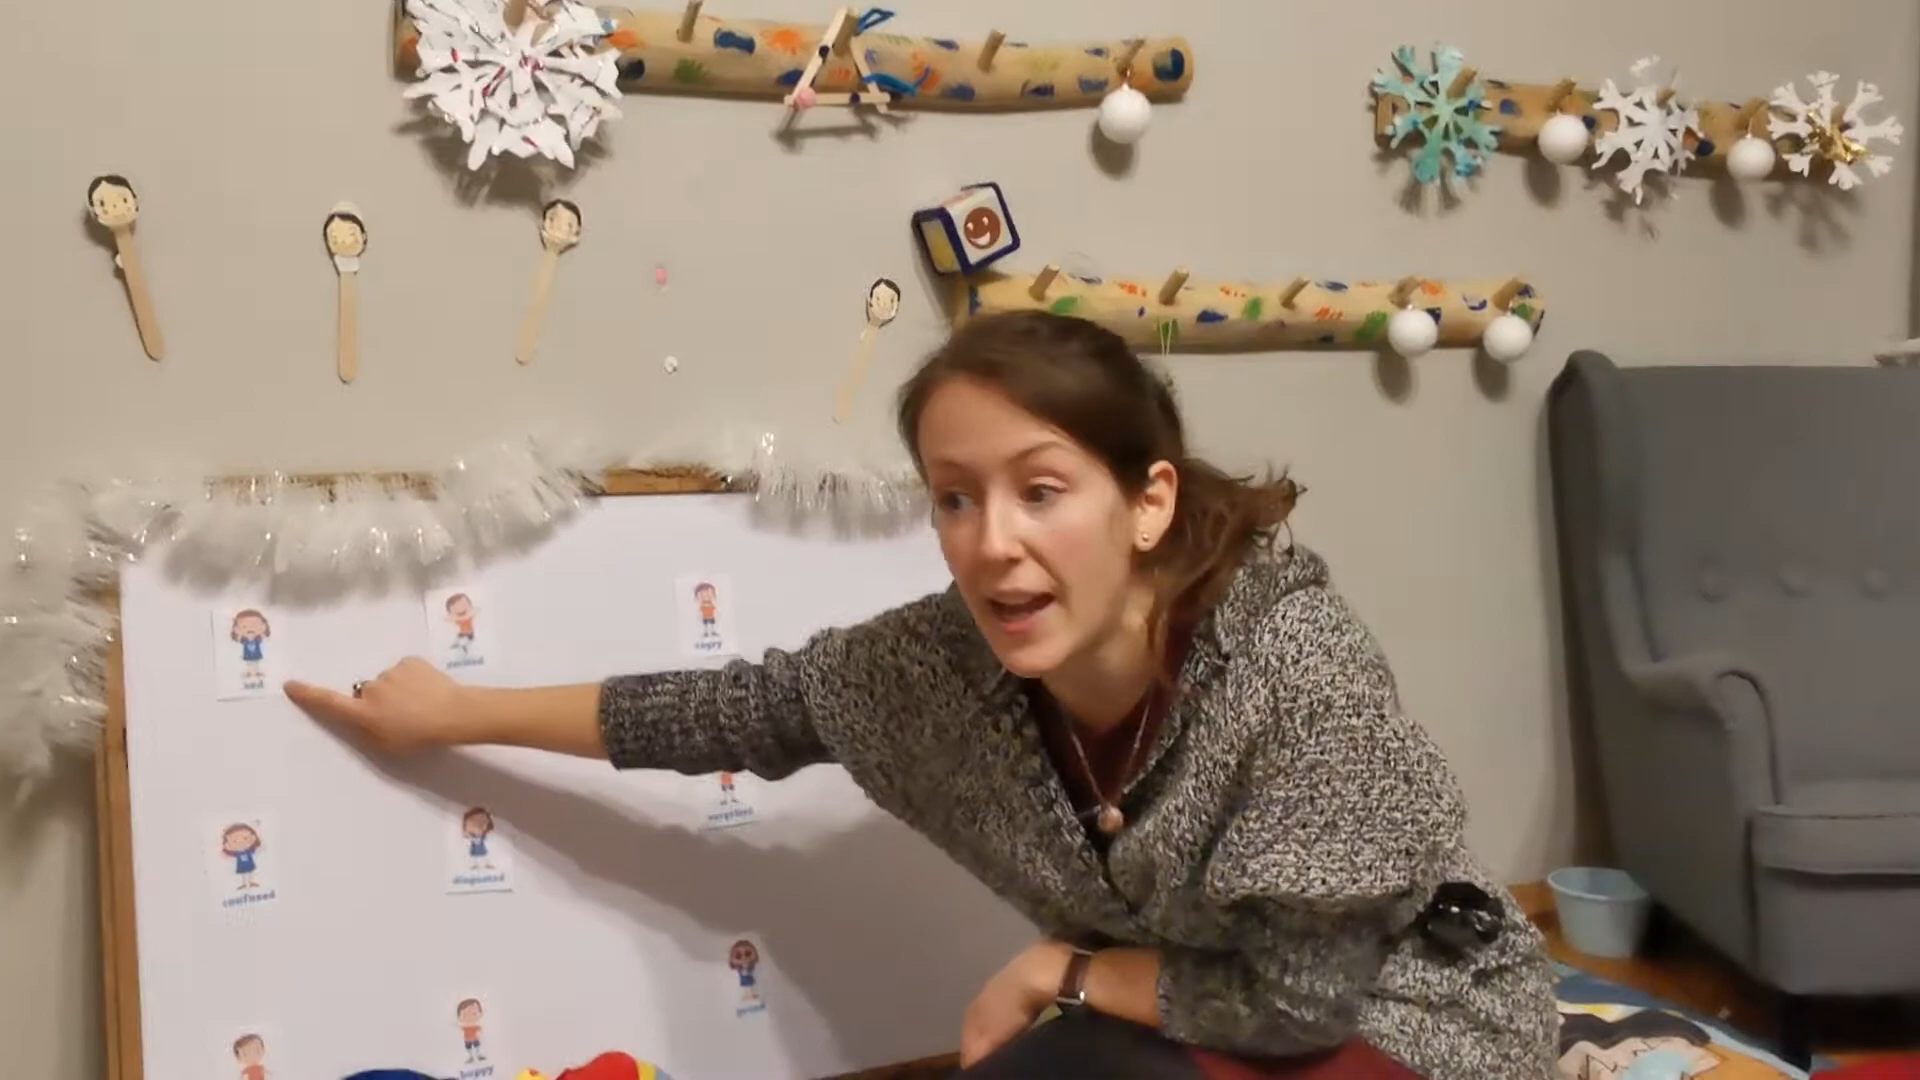 sad
excited
angry
confused
disgusted
surprised
proud
happy